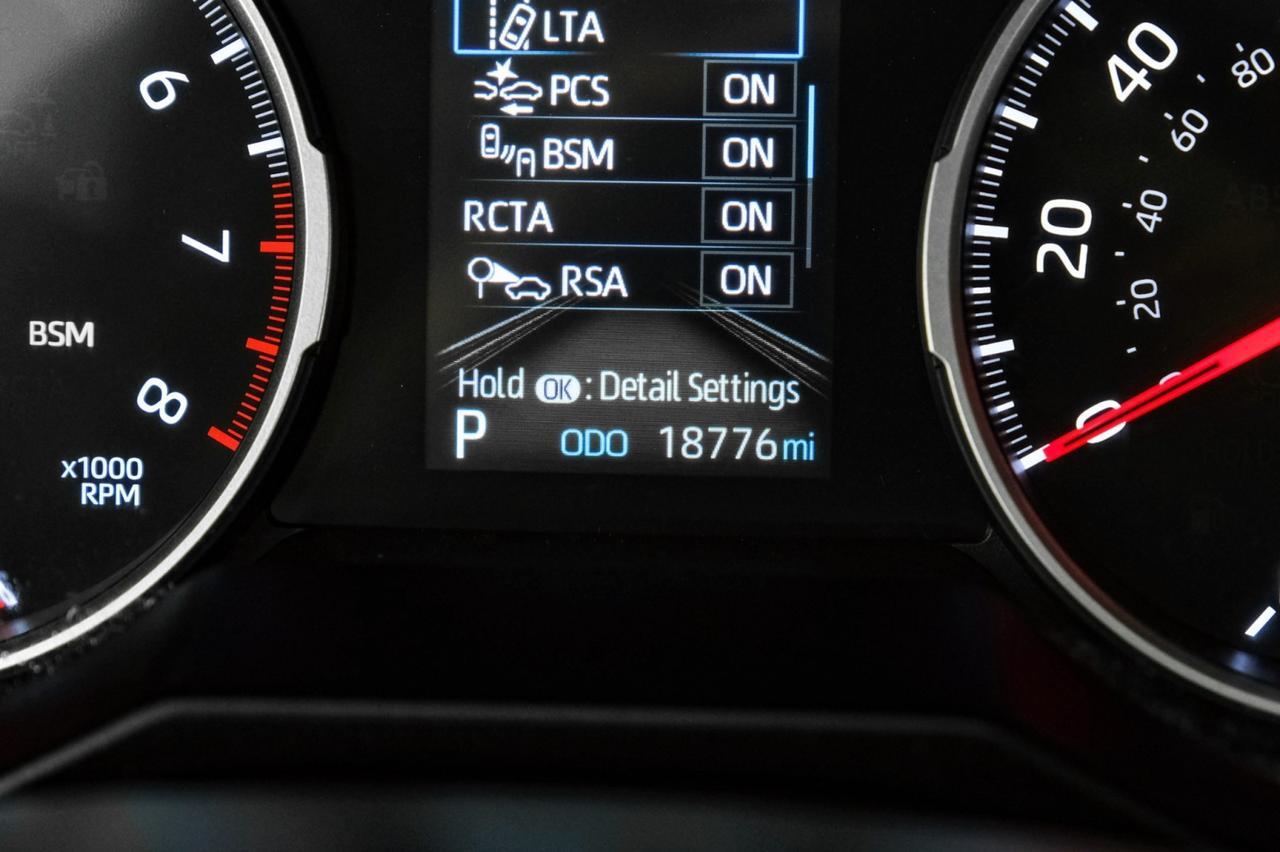 LTA
PCS ON
BSM ON
RCTA ON
RSA ON
Hold OK : Detail Settings
P ODO 18776 mi
6
7
8
BSM
x1000
RPM
40
20
0
80
60
40
20